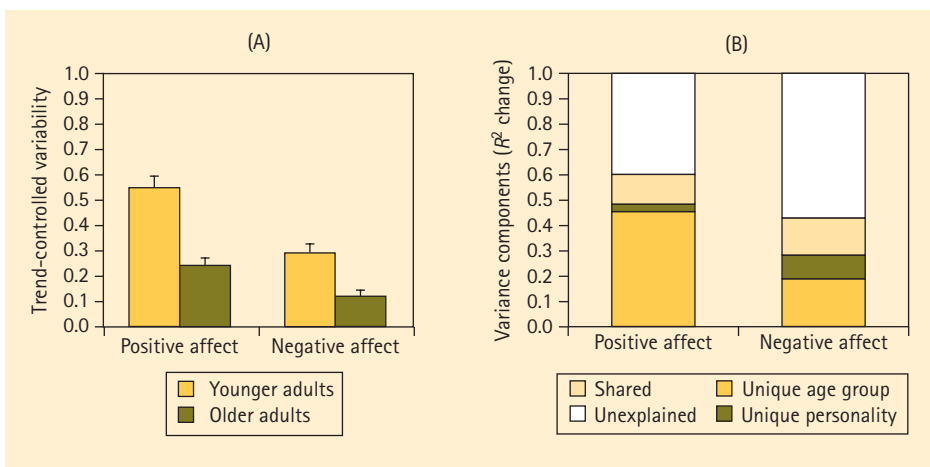 (A)
Trend-controlled variability
1.0
0.9
0.8
0.7
0.6
0.5
0.4
0.3
0.2
0.1
0.0
Positive affect Negative affect
Younger adults
Older adults
(B)
Variance components (R² change)
1.0
0.9
0.8
0.7
0.6
0.5
0.4
0.3
0.2
0.1
0.0
Positive affect Negative affect
Shared Unique age group
Unexplained Unique personality